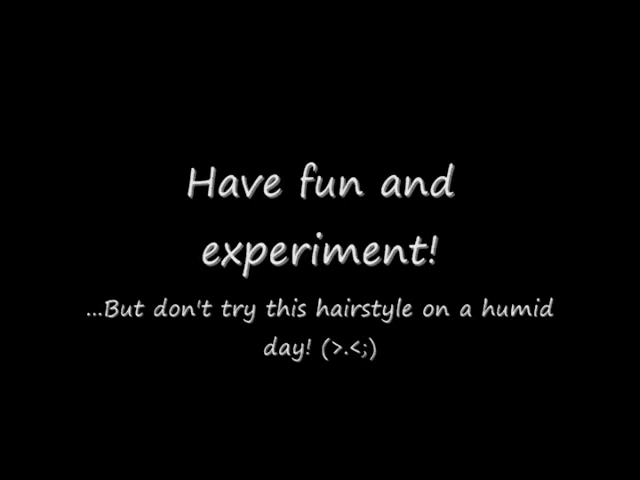 Have fun and
experiment!
...But don't try this hairstyle on a humid
day! (>.<;)